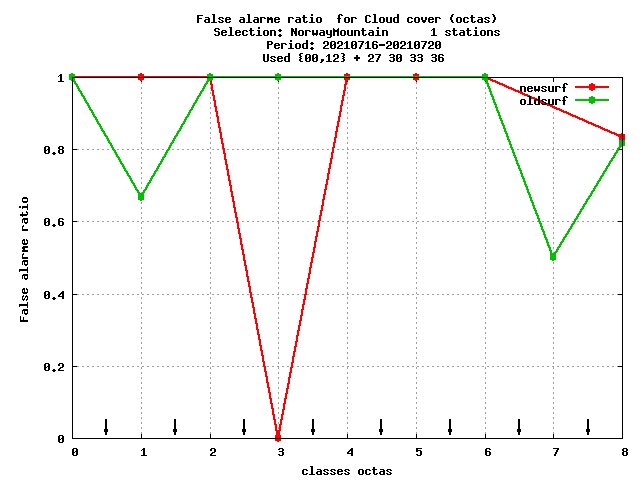 False alarme ratio  for Cloud cover (octas)
Selection: NorwayMountain      1 stations
Period: 20210716-20210720
Used {00,12} + 27 30 33 36
newsurf
oldsurf
1
0.8
0.6
0.4
0.2
0
False alarme ratio
0 1 2 3 4 5 6 7 8
classes octas